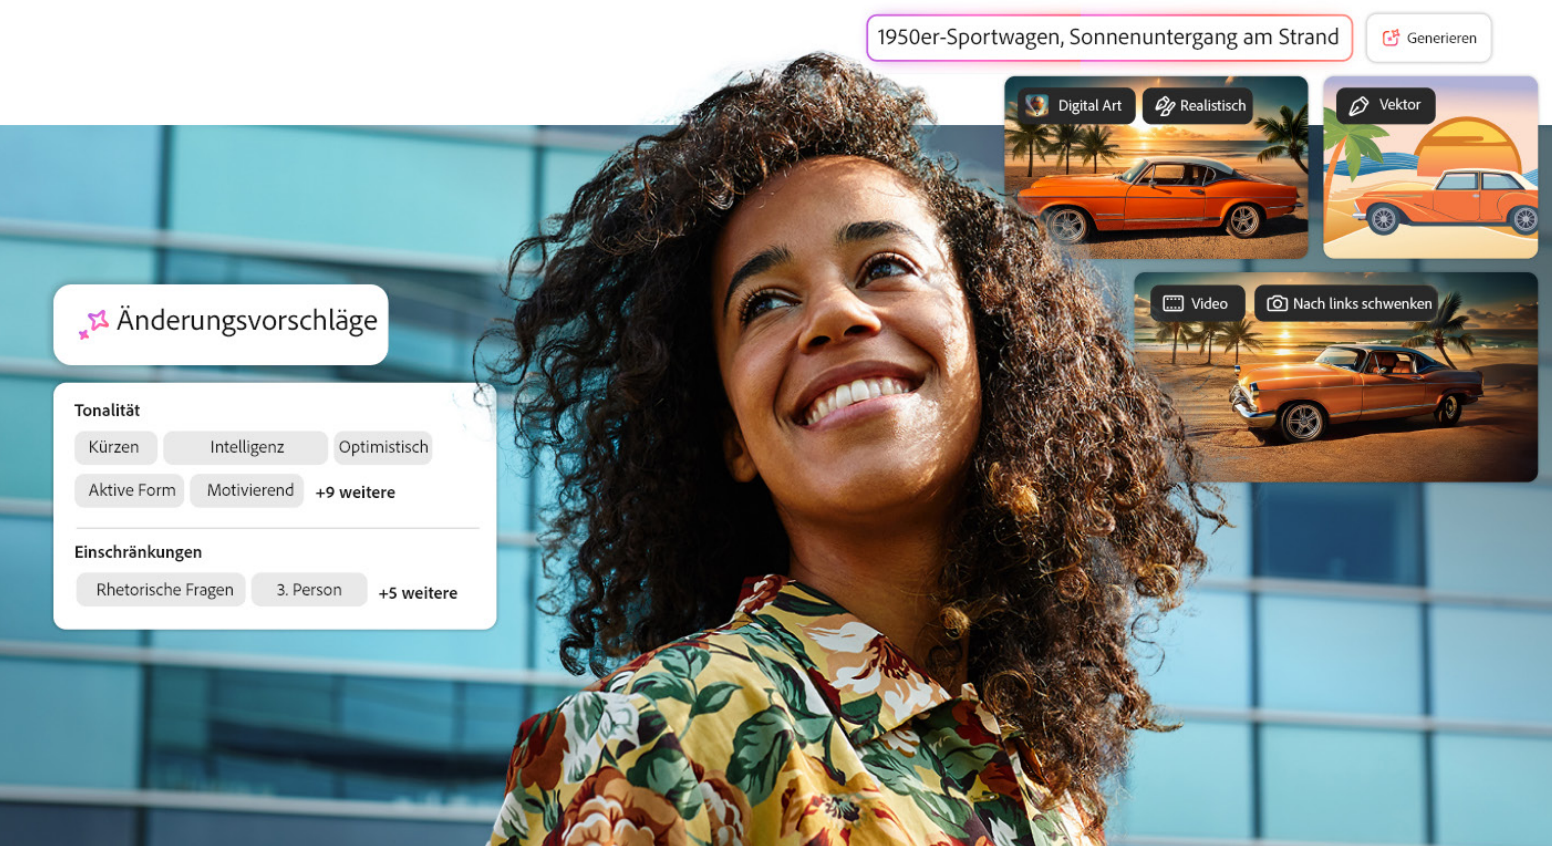 1950er-Sportwagen, Sonnenuntergang am Strand
Generieren
Digital Art
Realistisch
Vektor
Video
Nach links schwenken
Änderungsvorschläge
Tonalität
Kürzen Intelligenz Optimistisch
Aktive Form Motivierend +9 weitere
Einschränkungen
Rhetorische Fragen 3. Person +5 weitere